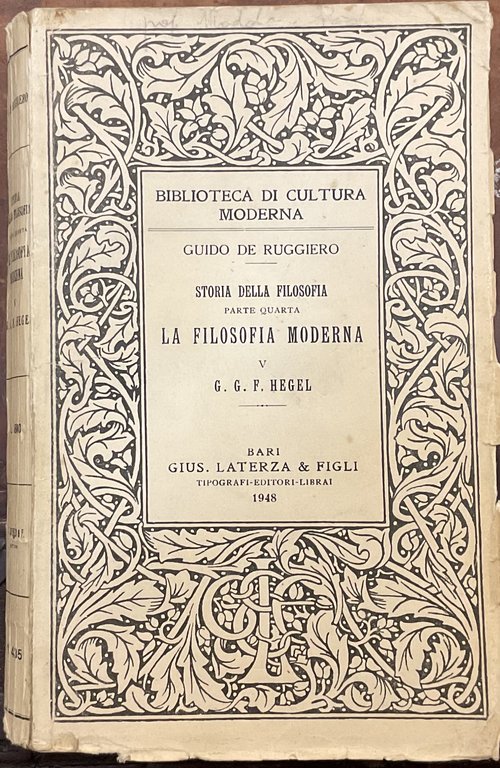 BIBLIOTECA DI CULTURA
MODERNA
GUIDO DE RUGGIERO
STORIA DELLA FILOSOFIA
PARTE QUARTA
LA FILOSOFIA MODERNA
V
G. G. F. HEGEL
BARI
GIUS. LATERZA & FIGLI
TIPOGRAFI-EDITORI-LIBRAI
1948